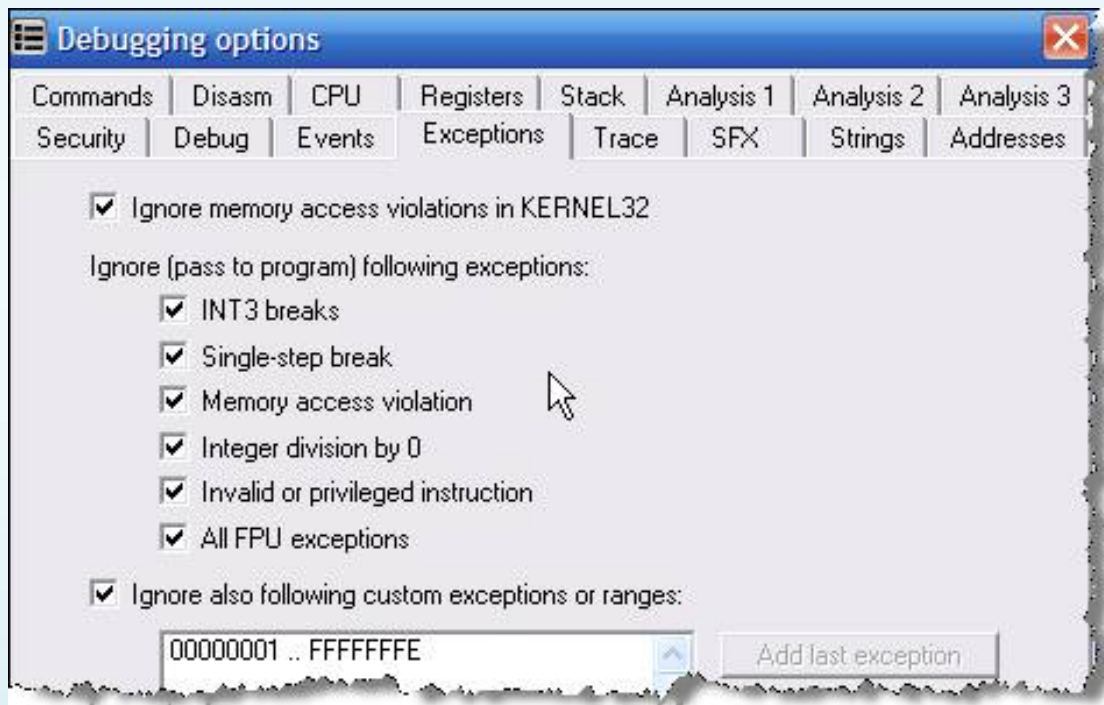 Debugging options
Commands Disasm CPU Registers Stack Analysis 1 Analysis 2 Analysis 3
Security Debug Events Exceptions Trace SFX Strings Addresses
Ignore memory access violations in KERNEL32
Ignore (pass to program) following exceptions:
INT3 breaks
Single-step break
Memory access violation
Integer division by 0
Invalid or privileged instruction
All FPU exceptions
Ignore also following custom exceptions or ranges:
00000001 .. FFFFFFFE
Add last exception